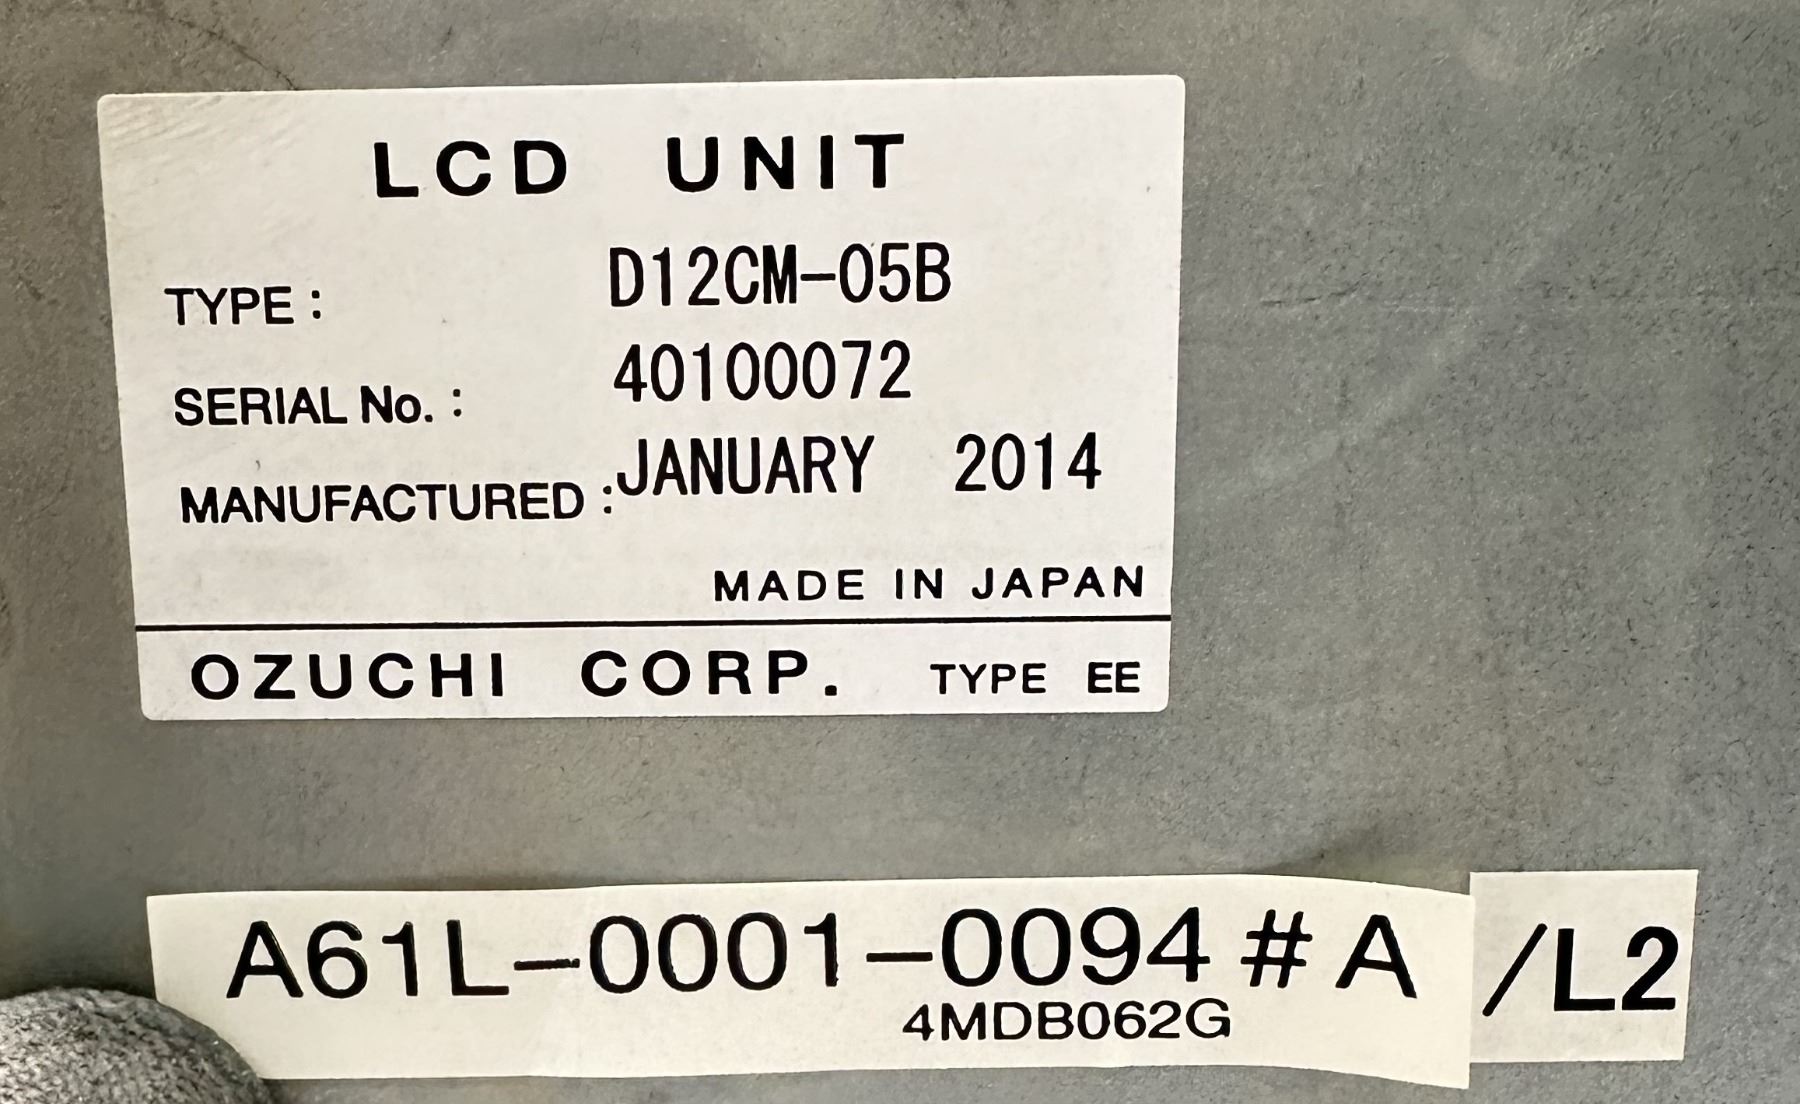 LCD UNIT
TYPE: D12CM-05B
SERIAL No.: 40100072
MANUFACTURED: JANUARY 2014
MADE IN JAPAN
OZUCHI CORP. TYPE EE
A61L-0001-0094#A /L2
4MDB062G